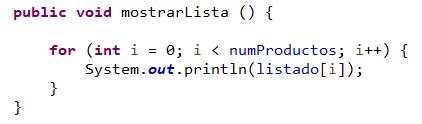 public void mostrarLista () {
for (int i = 0; i < numProductos; i++) {
System.out.println(listado[i]);
}
}